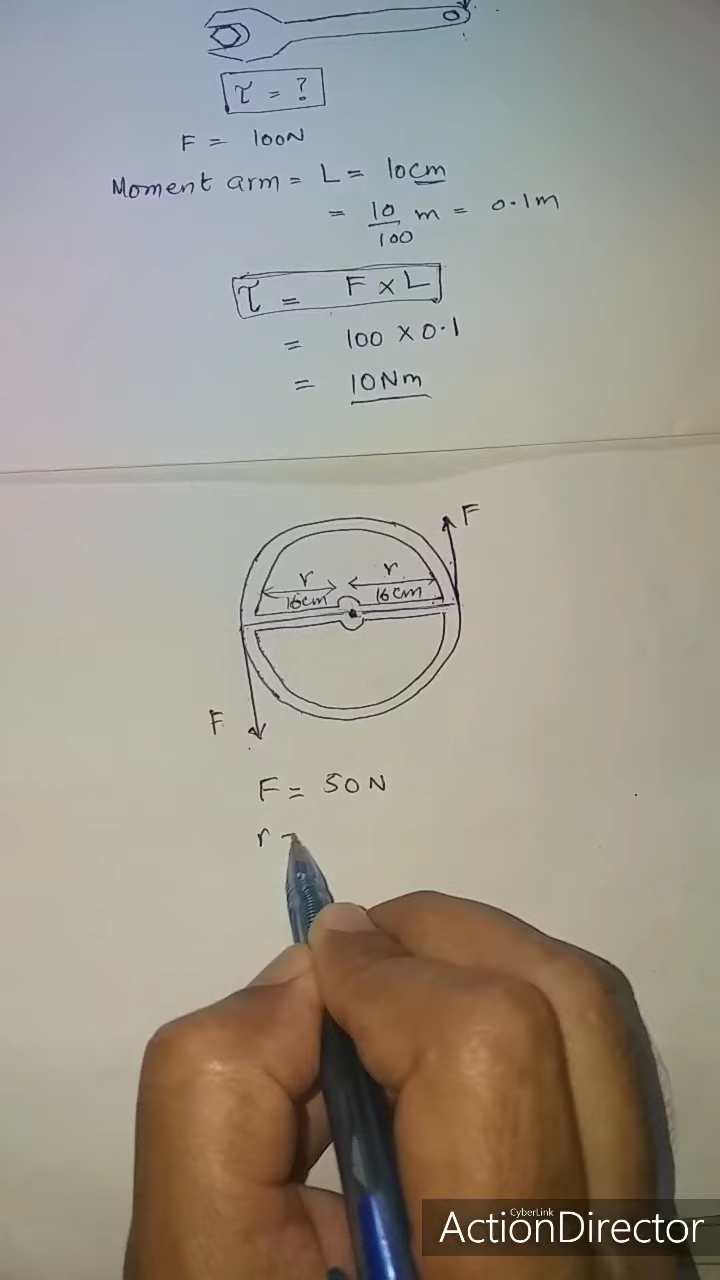 τ = ?
F = 100N
Moment arm = L = 10cm
= 10/100 m = 0.1m
τ = F × L
= 100 × 0.1
= 10Nm
F
r r
16cm 16cm
F
F = 50N
r =
CyberLink
ActionDirector